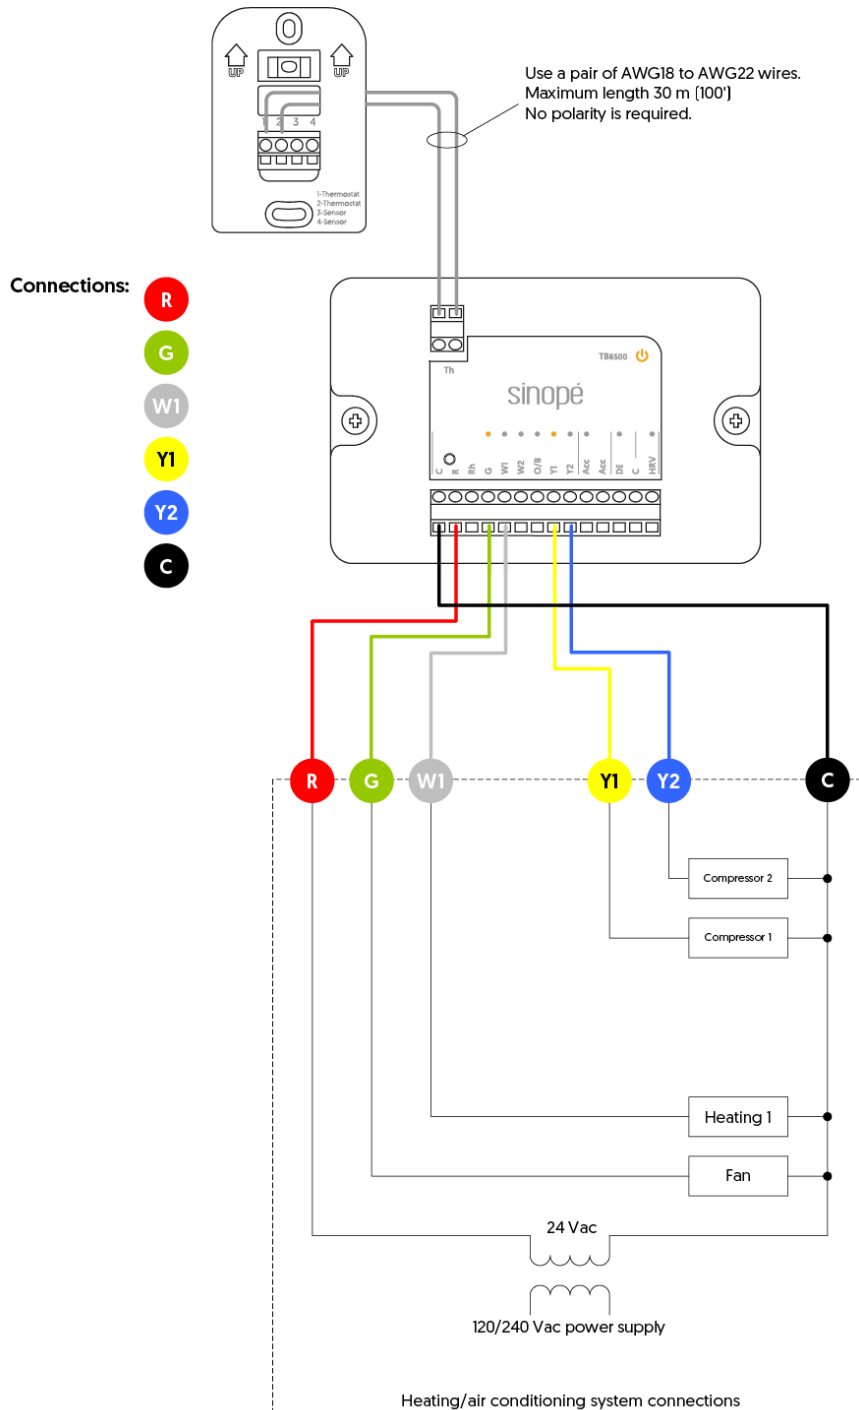 UP
UP
Use a pair of AWG18 to AWG22 wires.
Maximum length 30 m (100')
No polarity is required.
1 2 3 4
1-Thermostat
2-Thermostat
3-Sensor
4-Sensor
Connections:
R
G
W1
Y1
Y2
C
TB6500
Th
sinopé
C R Rh G W1 W2 O/B Y1 Y2 Acc Acc DE C HRV
R G W1 Y1 Y2 C
Compressor 2
Compressor 1
Heating 1
Fan
24 Vac
120/240 Vac power supply
Heating/air conditioning system connections